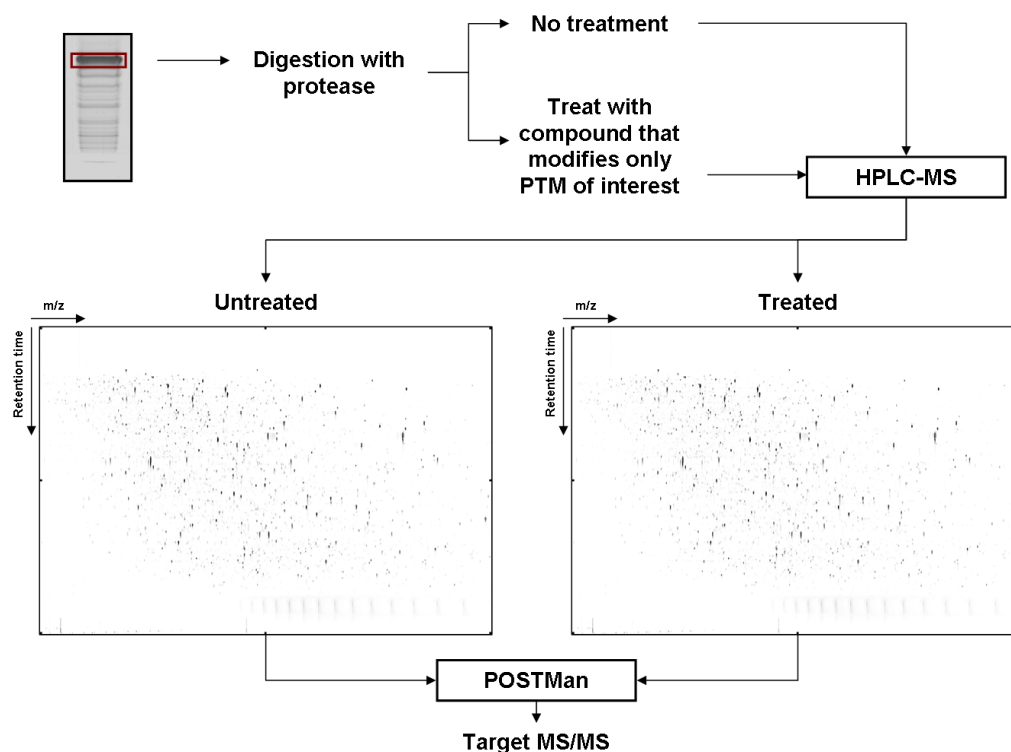 No treatment
Digestion with
protease
Treat with
compound that
modifies only
PTM of interest
HPLC-MS
Untreated
Treated
m/z
Retention time
m/z
Retention time
POSTMan
Target MS/MS